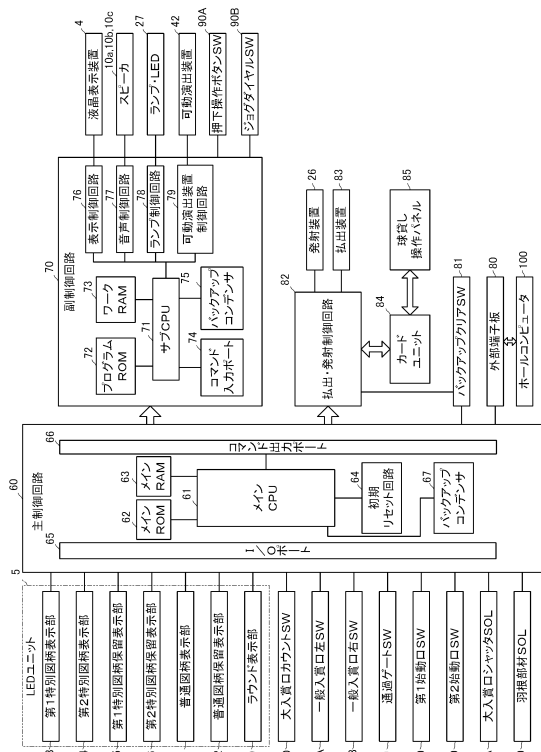 60
主制御回路
5
LEDユニット
第1特別図柄表示部
第2特別図柄表示部
第1特別図柄保留表示部
第2特別図柄保留表示部
普通図柄表示部
普通図柄保留表示部
ラウンド表示部
大入賞口カウントSW
一般入賞口左SW
一般入賞口右SW
通過ゲートSW
第1始動口SW
第2始動口SW
大入賞口シャッタSOL
羽根部材SOL
65
I/Oポート
62
メイン
ROM
63
メイン
RAM
61
メイン
CPU
64
初期
リセット回路
67
バックアップ
コンデンサ
66
コマンド出力ポート
70
副制御回路
72
プログラム
ROM
73
ワーク
RAM
71
サブCPU
74
コマンド
入力ポート
75
バックアップ
コンデンサ
76
表示制御回路
77
音声制御回路
78
ランプ制御回路
79
可動演出装置
制御回路
4
液晶表示装置
10a,10b,10c
スピーカ
27
ランプ・LED
42
可動演出装置
90A
押下操作ボタンSW
90B
ジョグダイヤルSW
82
払出・発射制御回路
26
発射装置
83
払出装置
84
カード
ユニット
85
球貸し
操作パネル
81
バックアップクリアSW
80
外部端子板
100
ホールコンピュータ